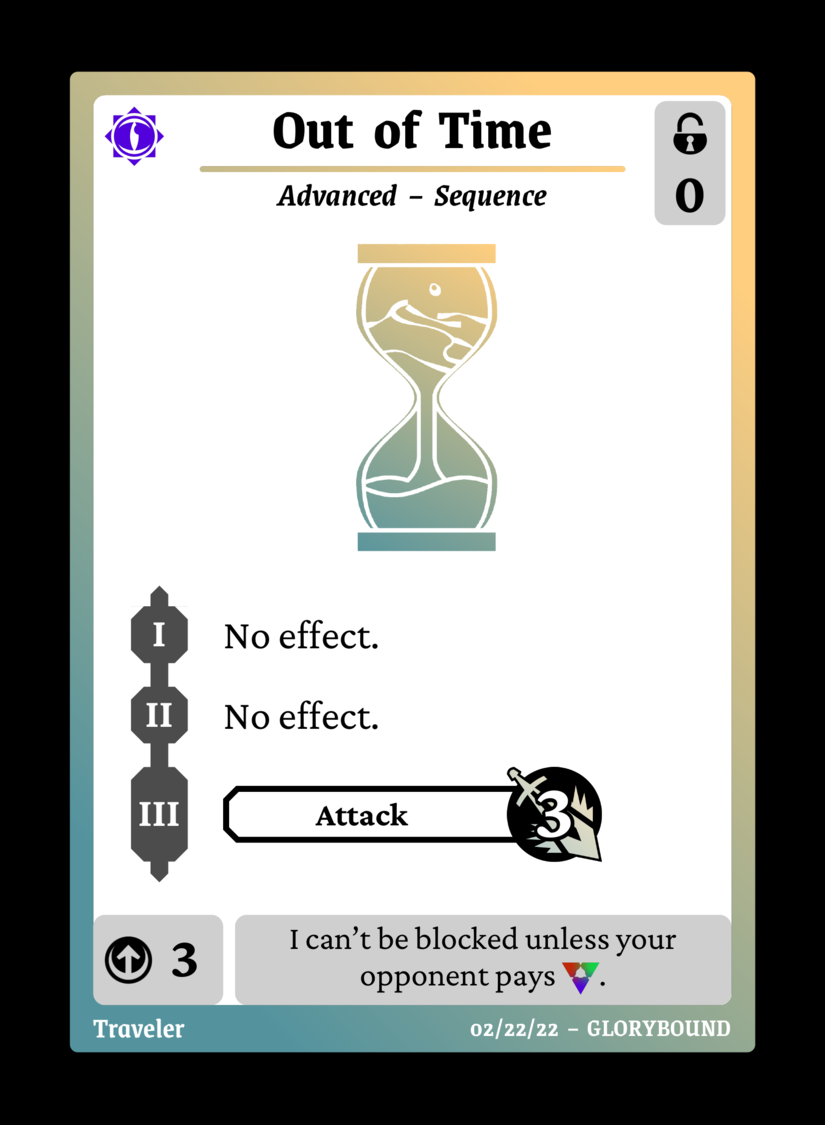 Out of Time
0
Advanced – Sequence
I No effect.
II No effect.
III Attack 3
3
I can't be blocked unless your
opponent pays .
Traveler
02/22/22 – GLORYBOUND